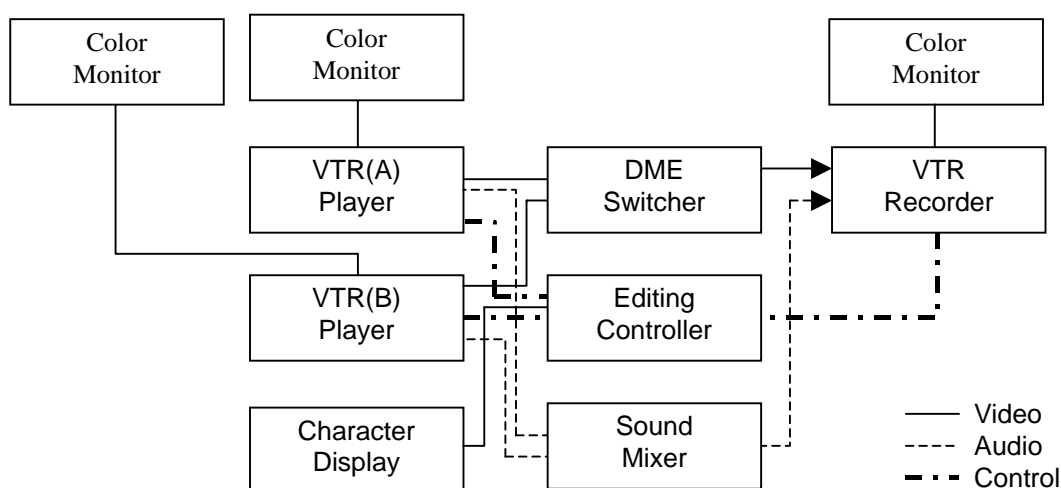 Color
Monitor
Color
Monitor
Color
Monitor
VTR(A)
Player
DME
Switcher
VTR
Recorder
VTR(B)
Player
Editing
Controller
Character
Display
Sound
Mixer
Video
Audio
Control